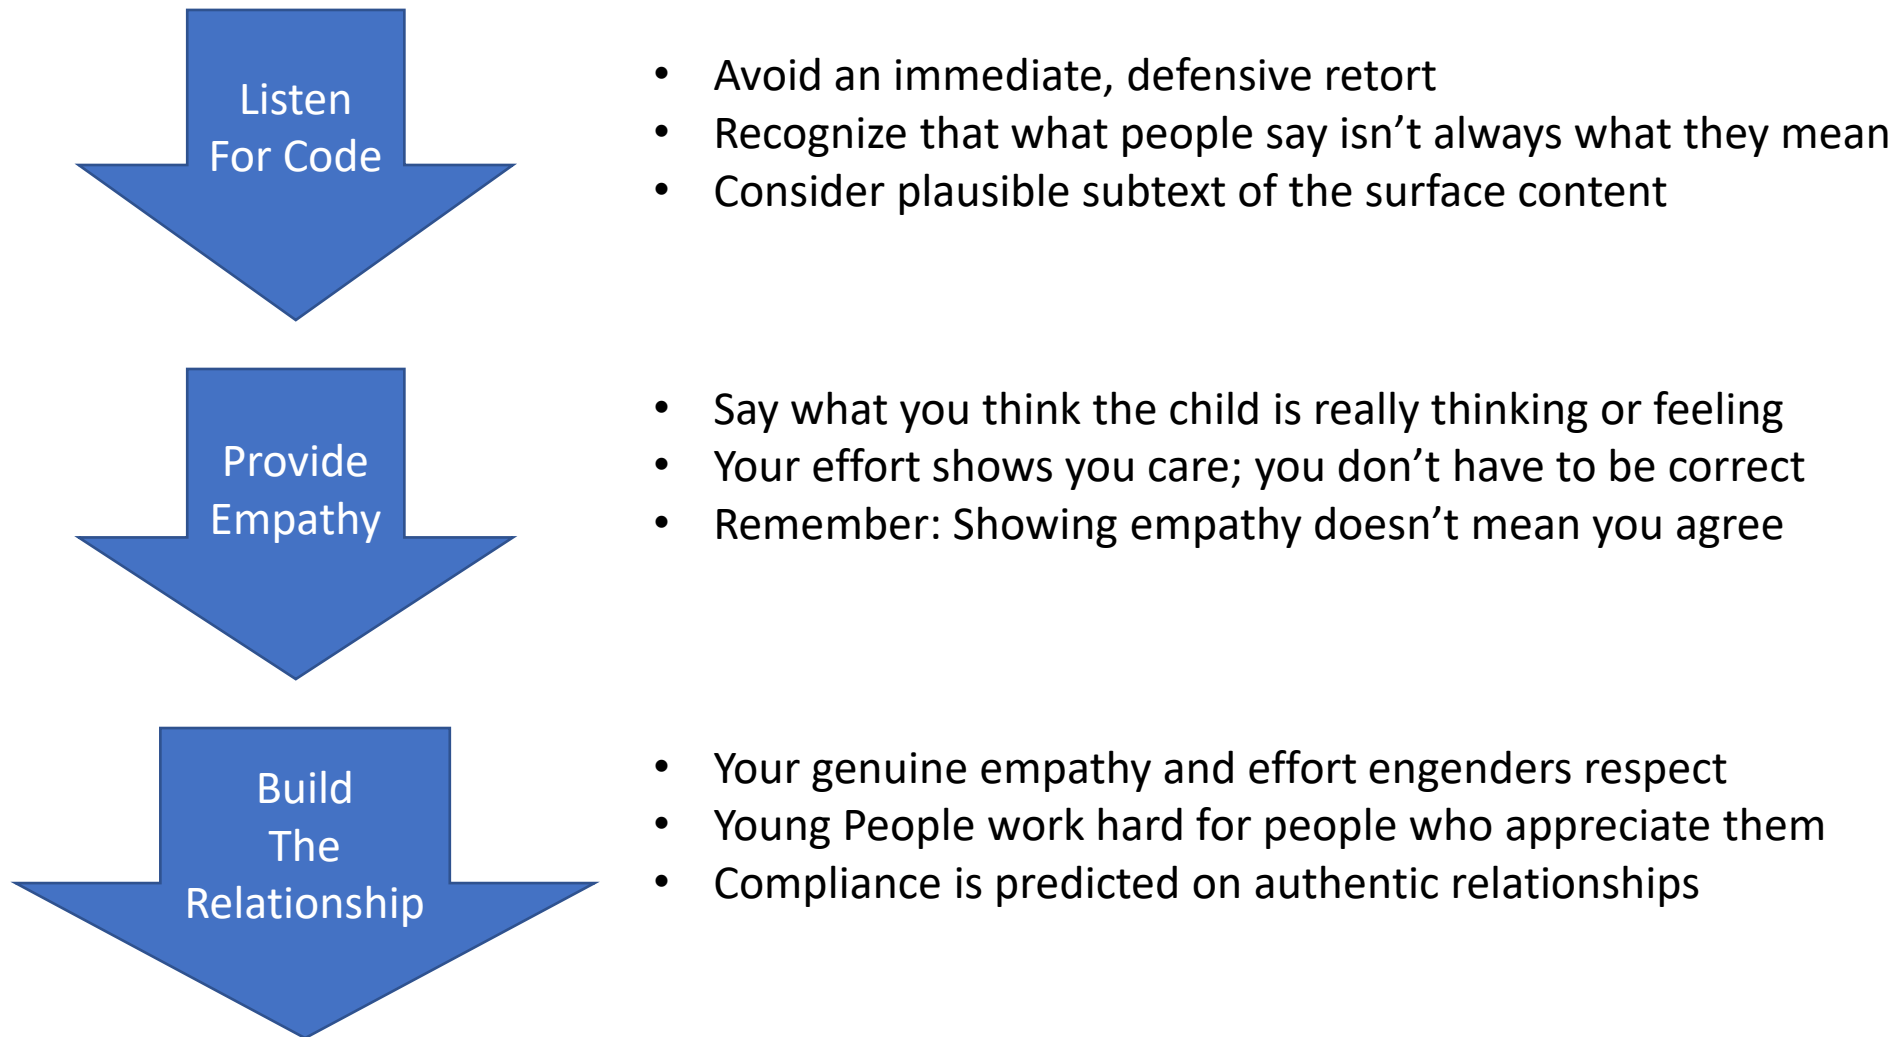 Listen
For Code
• Avoid an immediate, defensive retort
• Recognize that what people say isn’t always what they mean
• Consider plausible subtext of the surface content
Provide
Empathy
• Say what you think the child is really thinking or feeling
• Your effort shows you care; you don’t have to be correct
• Remember: Showing empathy doesn’t mean you agree
Build
The
Relationship
• Your genuine empathy and effort engenders respect
• Young People work hard for people who appreciate them
• Compliance is predicted on authentic relationships